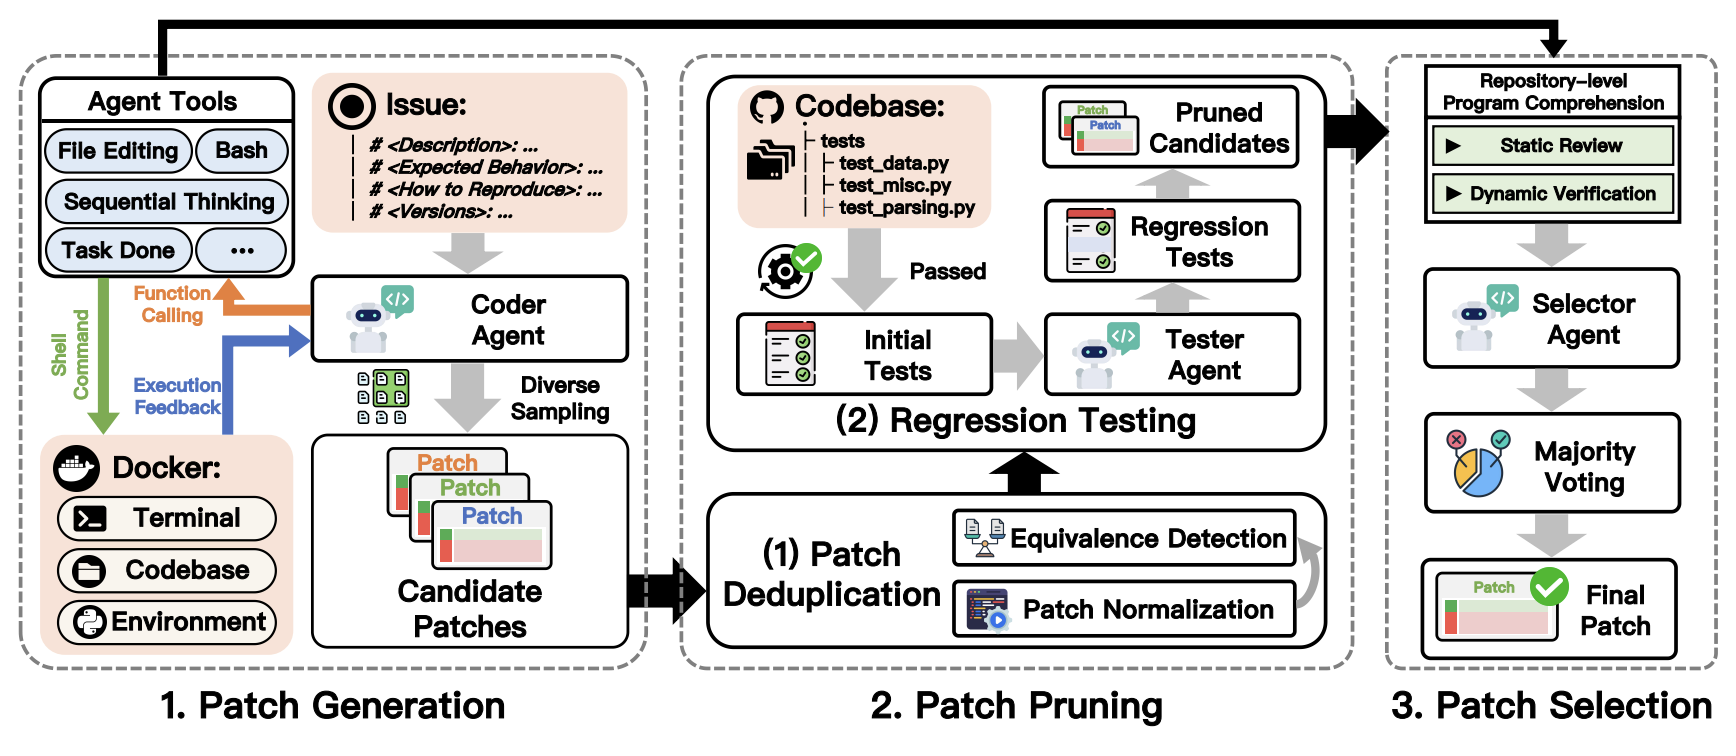 Agent Tools
File Editing
Bash
Sequential Thinking
Task Done
...
Issue:
# <Description>: ...
# <Expected Behavior>: ...
# <How to Reproduce>: ...
# <Versions>: ...
Function
Calling
Shell
Command
Execution
Feedback
Coder
Agent
Diverse
Sampling
Docker:
Terminal
Codebase
Environment
Patch
Patch
Patch
Candidate
Patches
1. Patch Generation
Codebase:
tests
test_data.py
test_misc.py
test_parsing.py
Passed
Initial
Tests
Tester
Agent
Regression
Tests
Patch
Patch
Pruned
Candidates
(2) Regression Testing
(1) Patch
Deduplication
Equivalence Detection
Patch Normalization
2. Patch Pruning
Repository-level
Program Comprehension
Static Review
Dynamic Verification
Selector
Agent
Majority
Voting
Patch
Final
Patch
3. Patch Selection